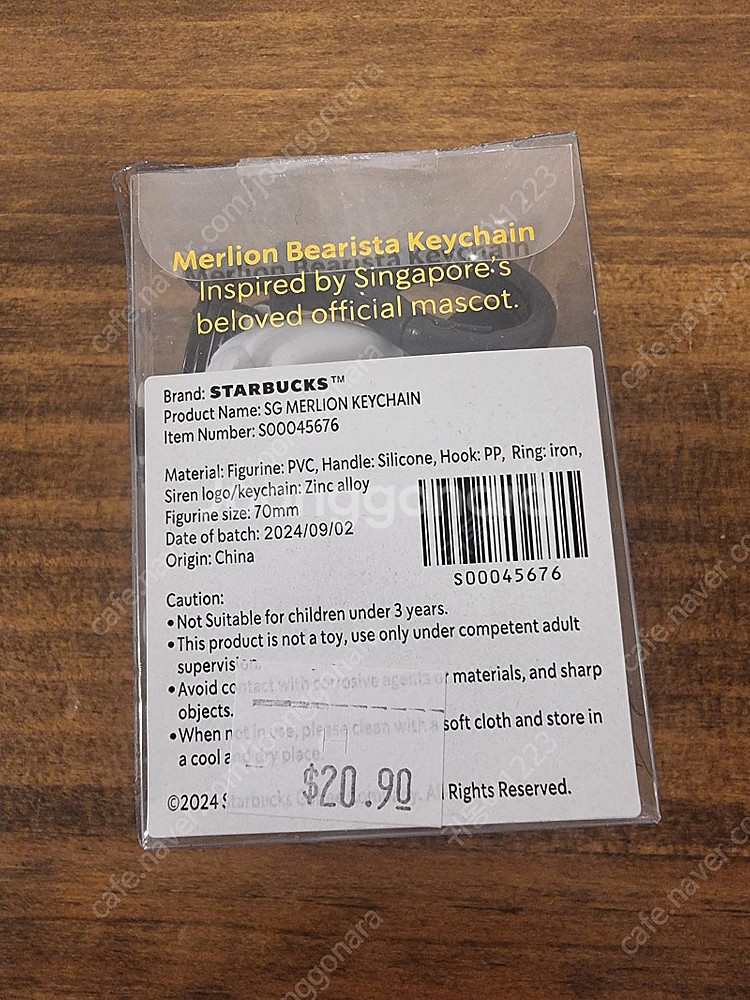 Merlion Bearista Keychain
Inspired by Singapore's
beloved official mascot.
Brand: STARBUCKS™
Product Name: SG MERLION KEYCHAIN
Item Number: S00045676
Material: Figurine: PVC, Handle: Silicone, Hook: PP, Ring: iron,
Siren logo/keychain: Zinc alloy
Figurine size: 70mm
Date of batch: 2024/09/02
Origin: China
S00045676
Caution:
•Not Suitable for children under 3 years.
•This product is not a toy, use only under competent adult
supervision.
•Avoid contact with corrosive agents or materials, and sharp
objects.
•When not in use, please clean with a soft cloth and store in
a cool and dry place.
$20.90
©2024 Starbucks Coffee Company. All Rights Reserved.
cafe.naver.com/joonggonara
joonggonara